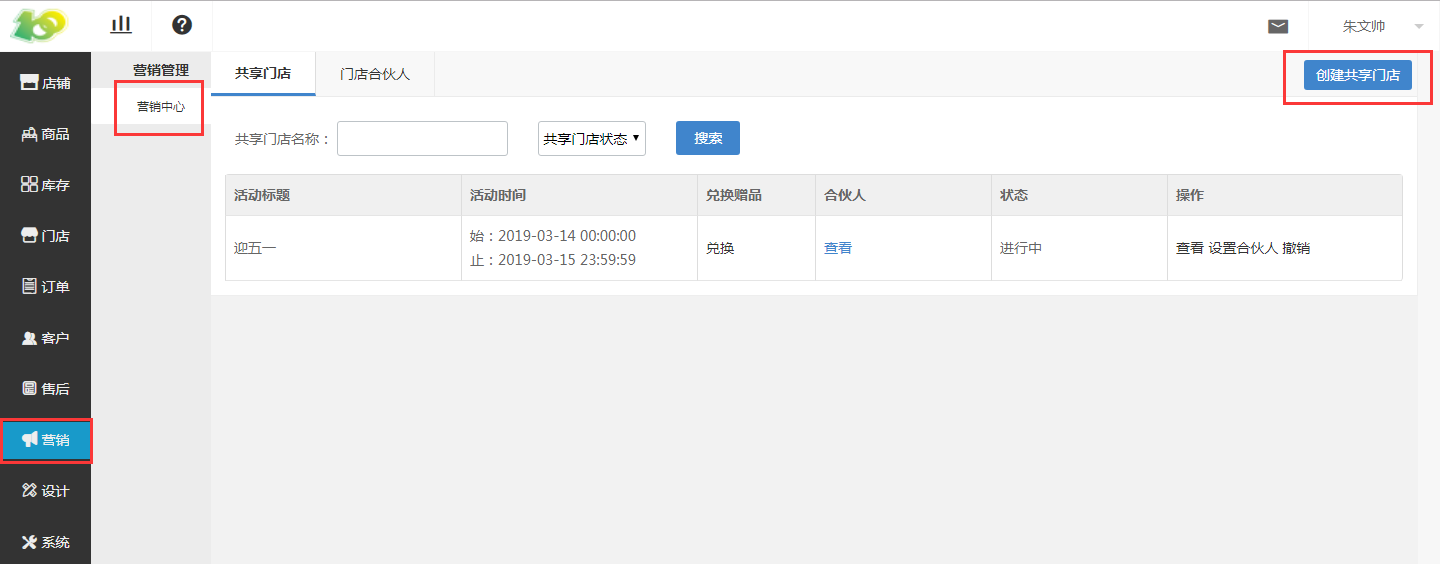 朱文帅
店铺
商品
库存
门店
订单
客户
售后
营销
设计
系统
营销管理
营销中心
共享门店 门店合伙人 创建共享门店
共享门店名称： 共享门店状态 搜索
活动标题 活动时间 兑换赠品 合伙人 状态 操作
迎五一 始：2019-03-14 00:00:00 兑换 查看 进行中 查看 设置合伙人 撤销
止：2019-03-15 23:59:59